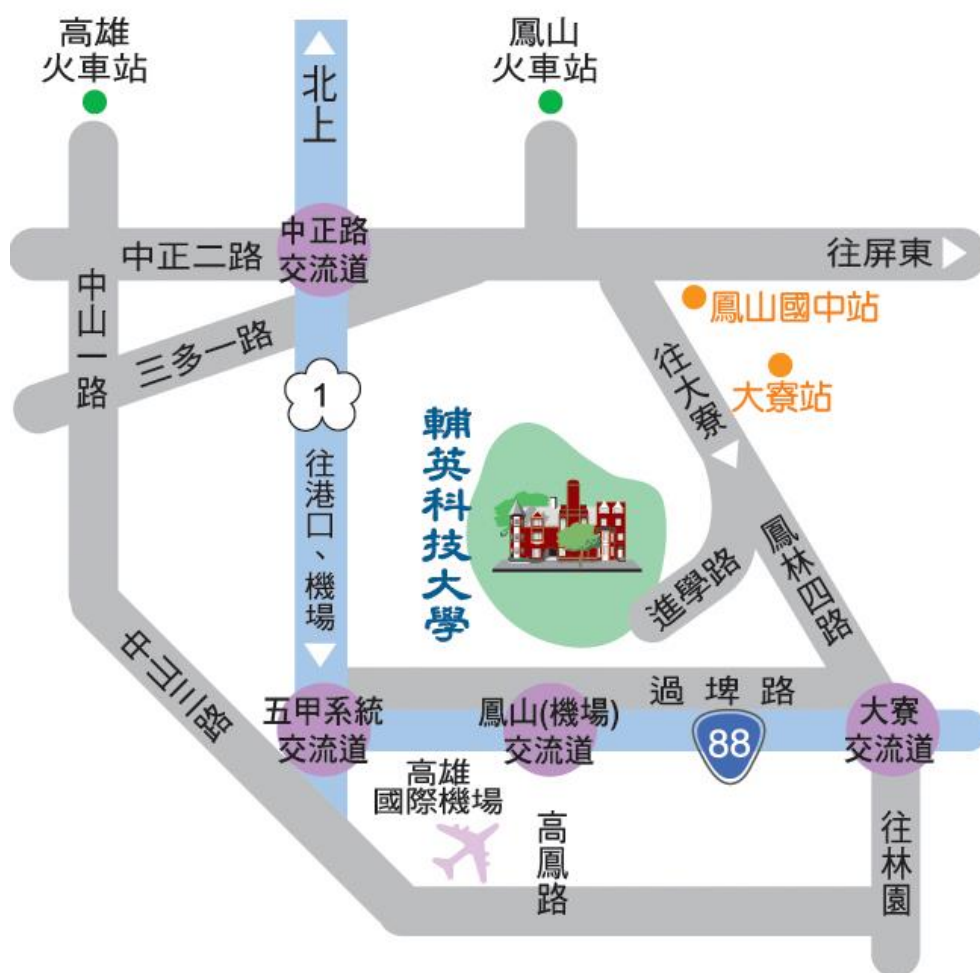 高雄
火車站
鳳山
火車站
北上
中正路
交流道
中正二路
往屏東
中山一路
三多一路
鳳山國中站
大寮站
往大寮
1
輔英科技大學
往港口、機場
進學路
鳳林四路
中山三路
過埤路
五甲系統
交流道
鳳山(機場)
交流道
88
大寮
交流道
高雄
國際機場
高鳳路
往林園